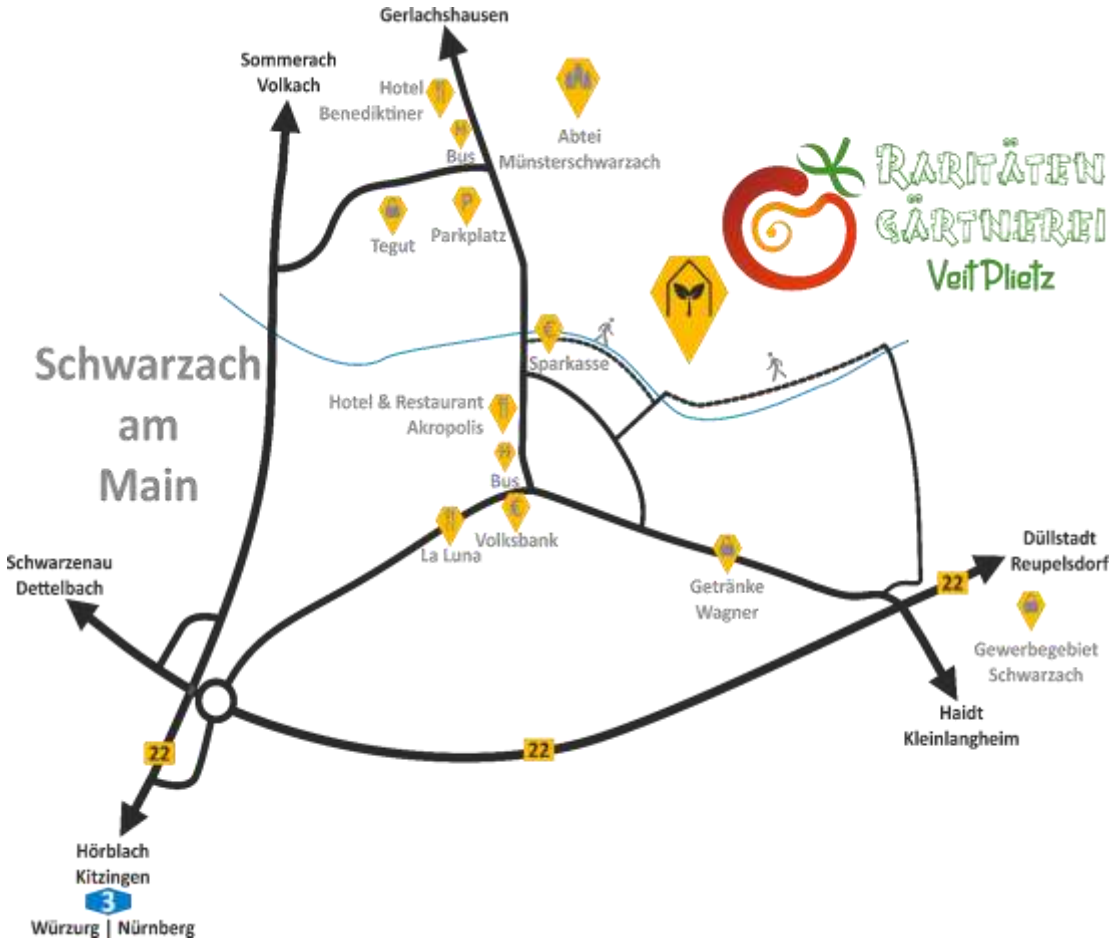 Gerlachshausen
Sommerach
Volkach
Hotel
Benediktiner
H
Bus
Abtei
Münsterschwarzach
RARITÄTEN
GÄRTNEREI
Veit Plietz
P
Tegut
Parkplatz
Schwarzach
am
Main
€
Sparkasse
Hotel & Restaurant
Akropolis
H
Bus
€
Volksbank
La Luna
Schwarzenau
Dettelbach
Getränke
Wagner
Düllstadt
Reupelsdorf
22
Gewerbegebiet
Schwarzach
Haidt
Kleinlangheim
22
22
Hörblach
Kitzingen
3
Würzurg | Nürnberg